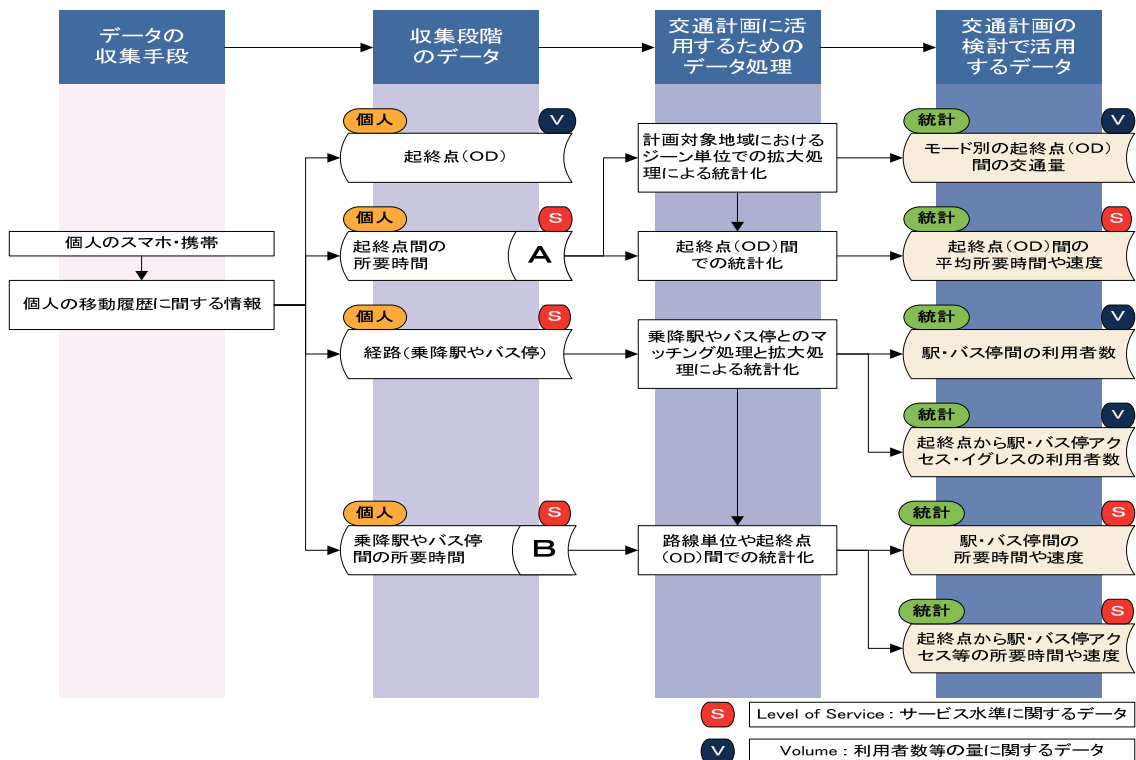 データの
収集手段
収集段階
のデータ
交通計画に活
用するための
データ処理
交通計画の
検討で活用
するデータ
個人のスマホ・携帯
個人の移動履歴に関する情報
個人
V
起終点（OD）
個人
S
起終点間の
所要時間
A
個人
S
経路（乗降駅やバス停）
個人
S
乗降駅やバス停
間の所要時間
B
計画対象地域における
ジーン単位での拡大処
理による統計化
起終点（OD）間
での統計化
乗降駅やバス停とのマ
ッチング処理と拡大処
理による統計化
路線単位や起終点
（OD）間での統計化
統計
V
モード別の起終点（OD）
間の交通量
統計
S
起終点（OD）間の
平均所要時間や速度
統計
V
駅・バス停間の利用者数
統計
V
起終点から駅・バス停アク
セス・イグレスの利用者数
統計
S
駅・バス停間の
所要時間や速度
統計
S
起終点から駅・バス停アク
セス等の所要時間や速度
S
Level of Service：サービス水準に関するデータ
V
Volume：利用者数等の量に関するデータ